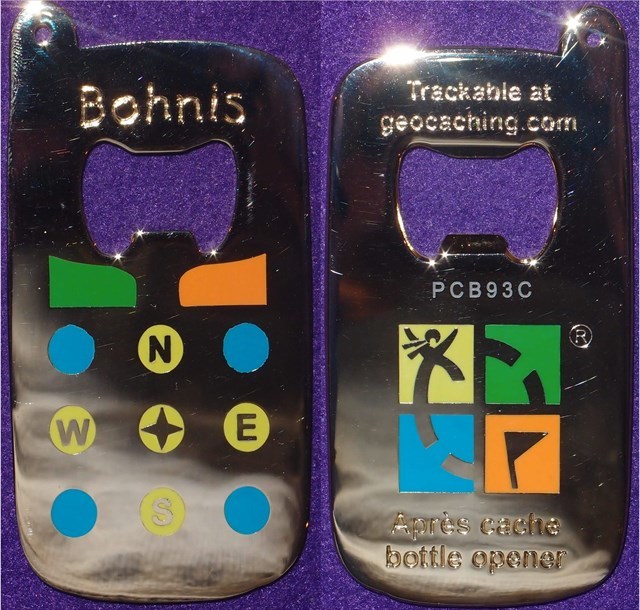 Bohnis
N
W E
S
Trackable at
geocaching.com
PCB93C
®
Après cache
bottle opener